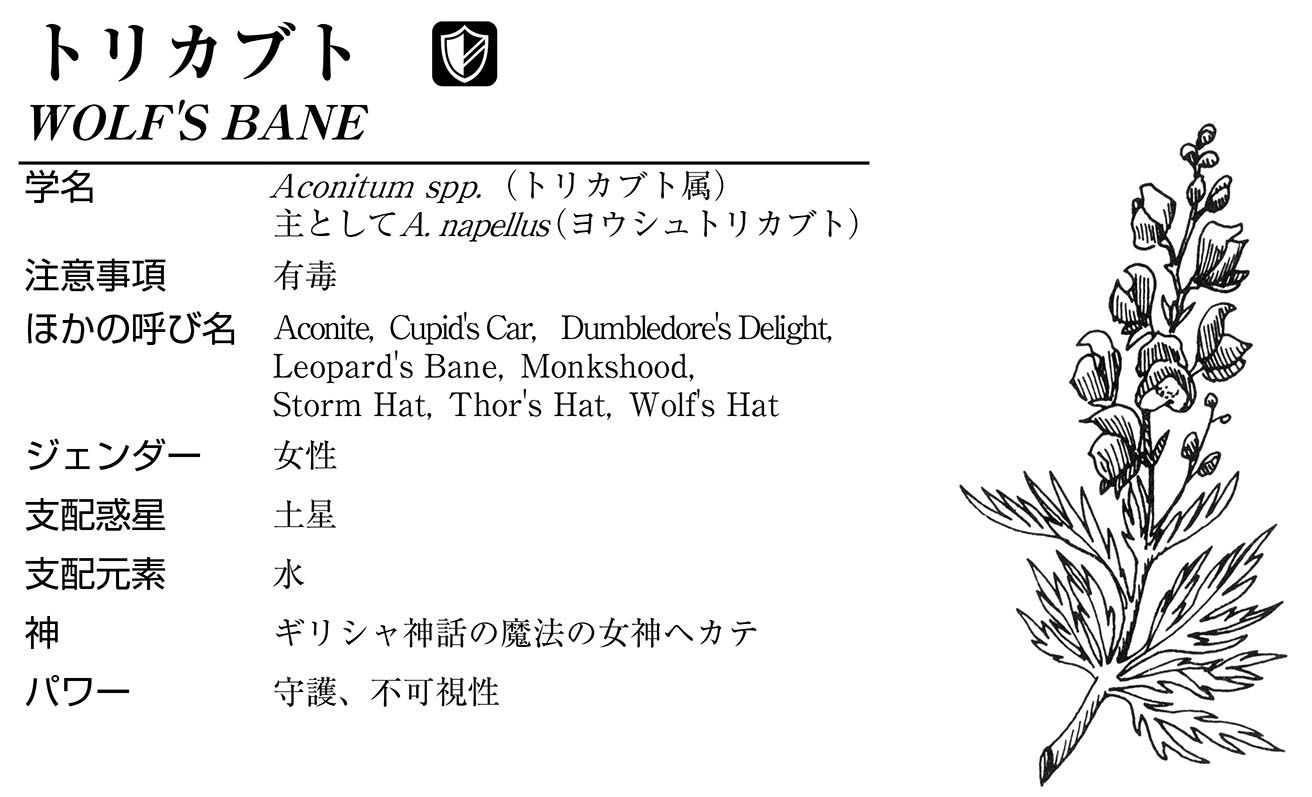 トリカブト
WOLF'S BANE
学名 Aconitum spp.（トリカブト属）
主としてA. napellus（ヨウシュトリカブト）
注意事項 有毒
ほかの呼び名 Aconite, Cupid's Car, Dumbledore's Delight,
Leopard's Bane, Monkshood,
Storm Hat, Thor's Hat, Wolf's Hat
ジェンダー 女性
支配惑星 土星
支配元素 水
神 ギリシャ神話の魔法の女神ヘカテ
パワー 守護、不可視性